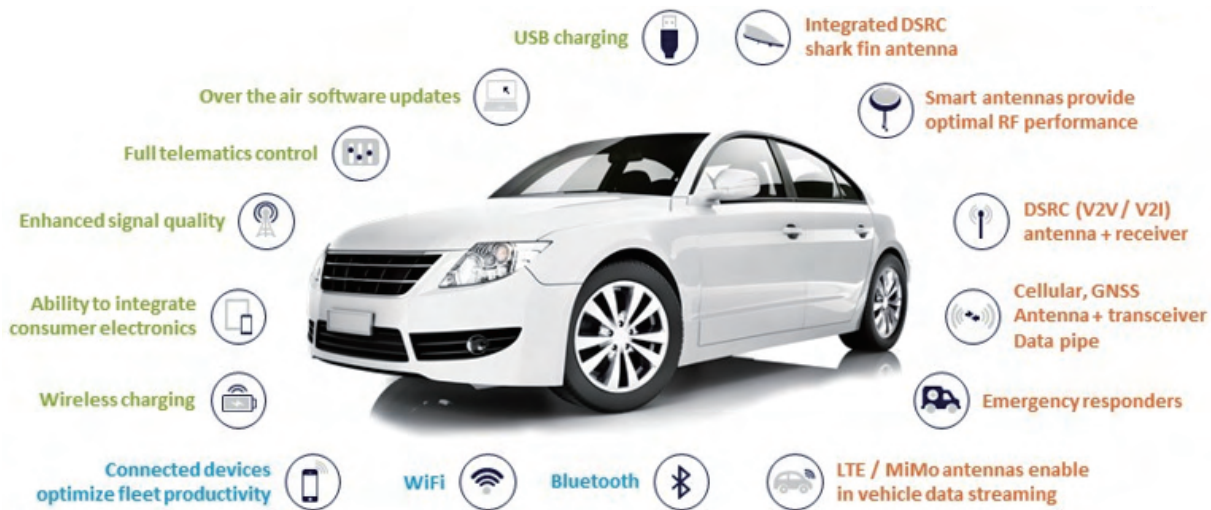 USB charging
Integrated DSRC
shark fin antenna
Over the air software updates
Smart antennas provide
optimal RF performance
Full telematics control
Enhanced signal quality
DSRC (V2V / V2I)
antenna + receiver
Ability to integrate
consumer electronics
Cellular, GNSS
Antenna + transceiver
Data pipe
Wireless charging
Emergency responders
Connected devices
optimize fleet productivity
WiFi
Bluetooth
LTE / MiMo antennas enable
in vehicle data streaming